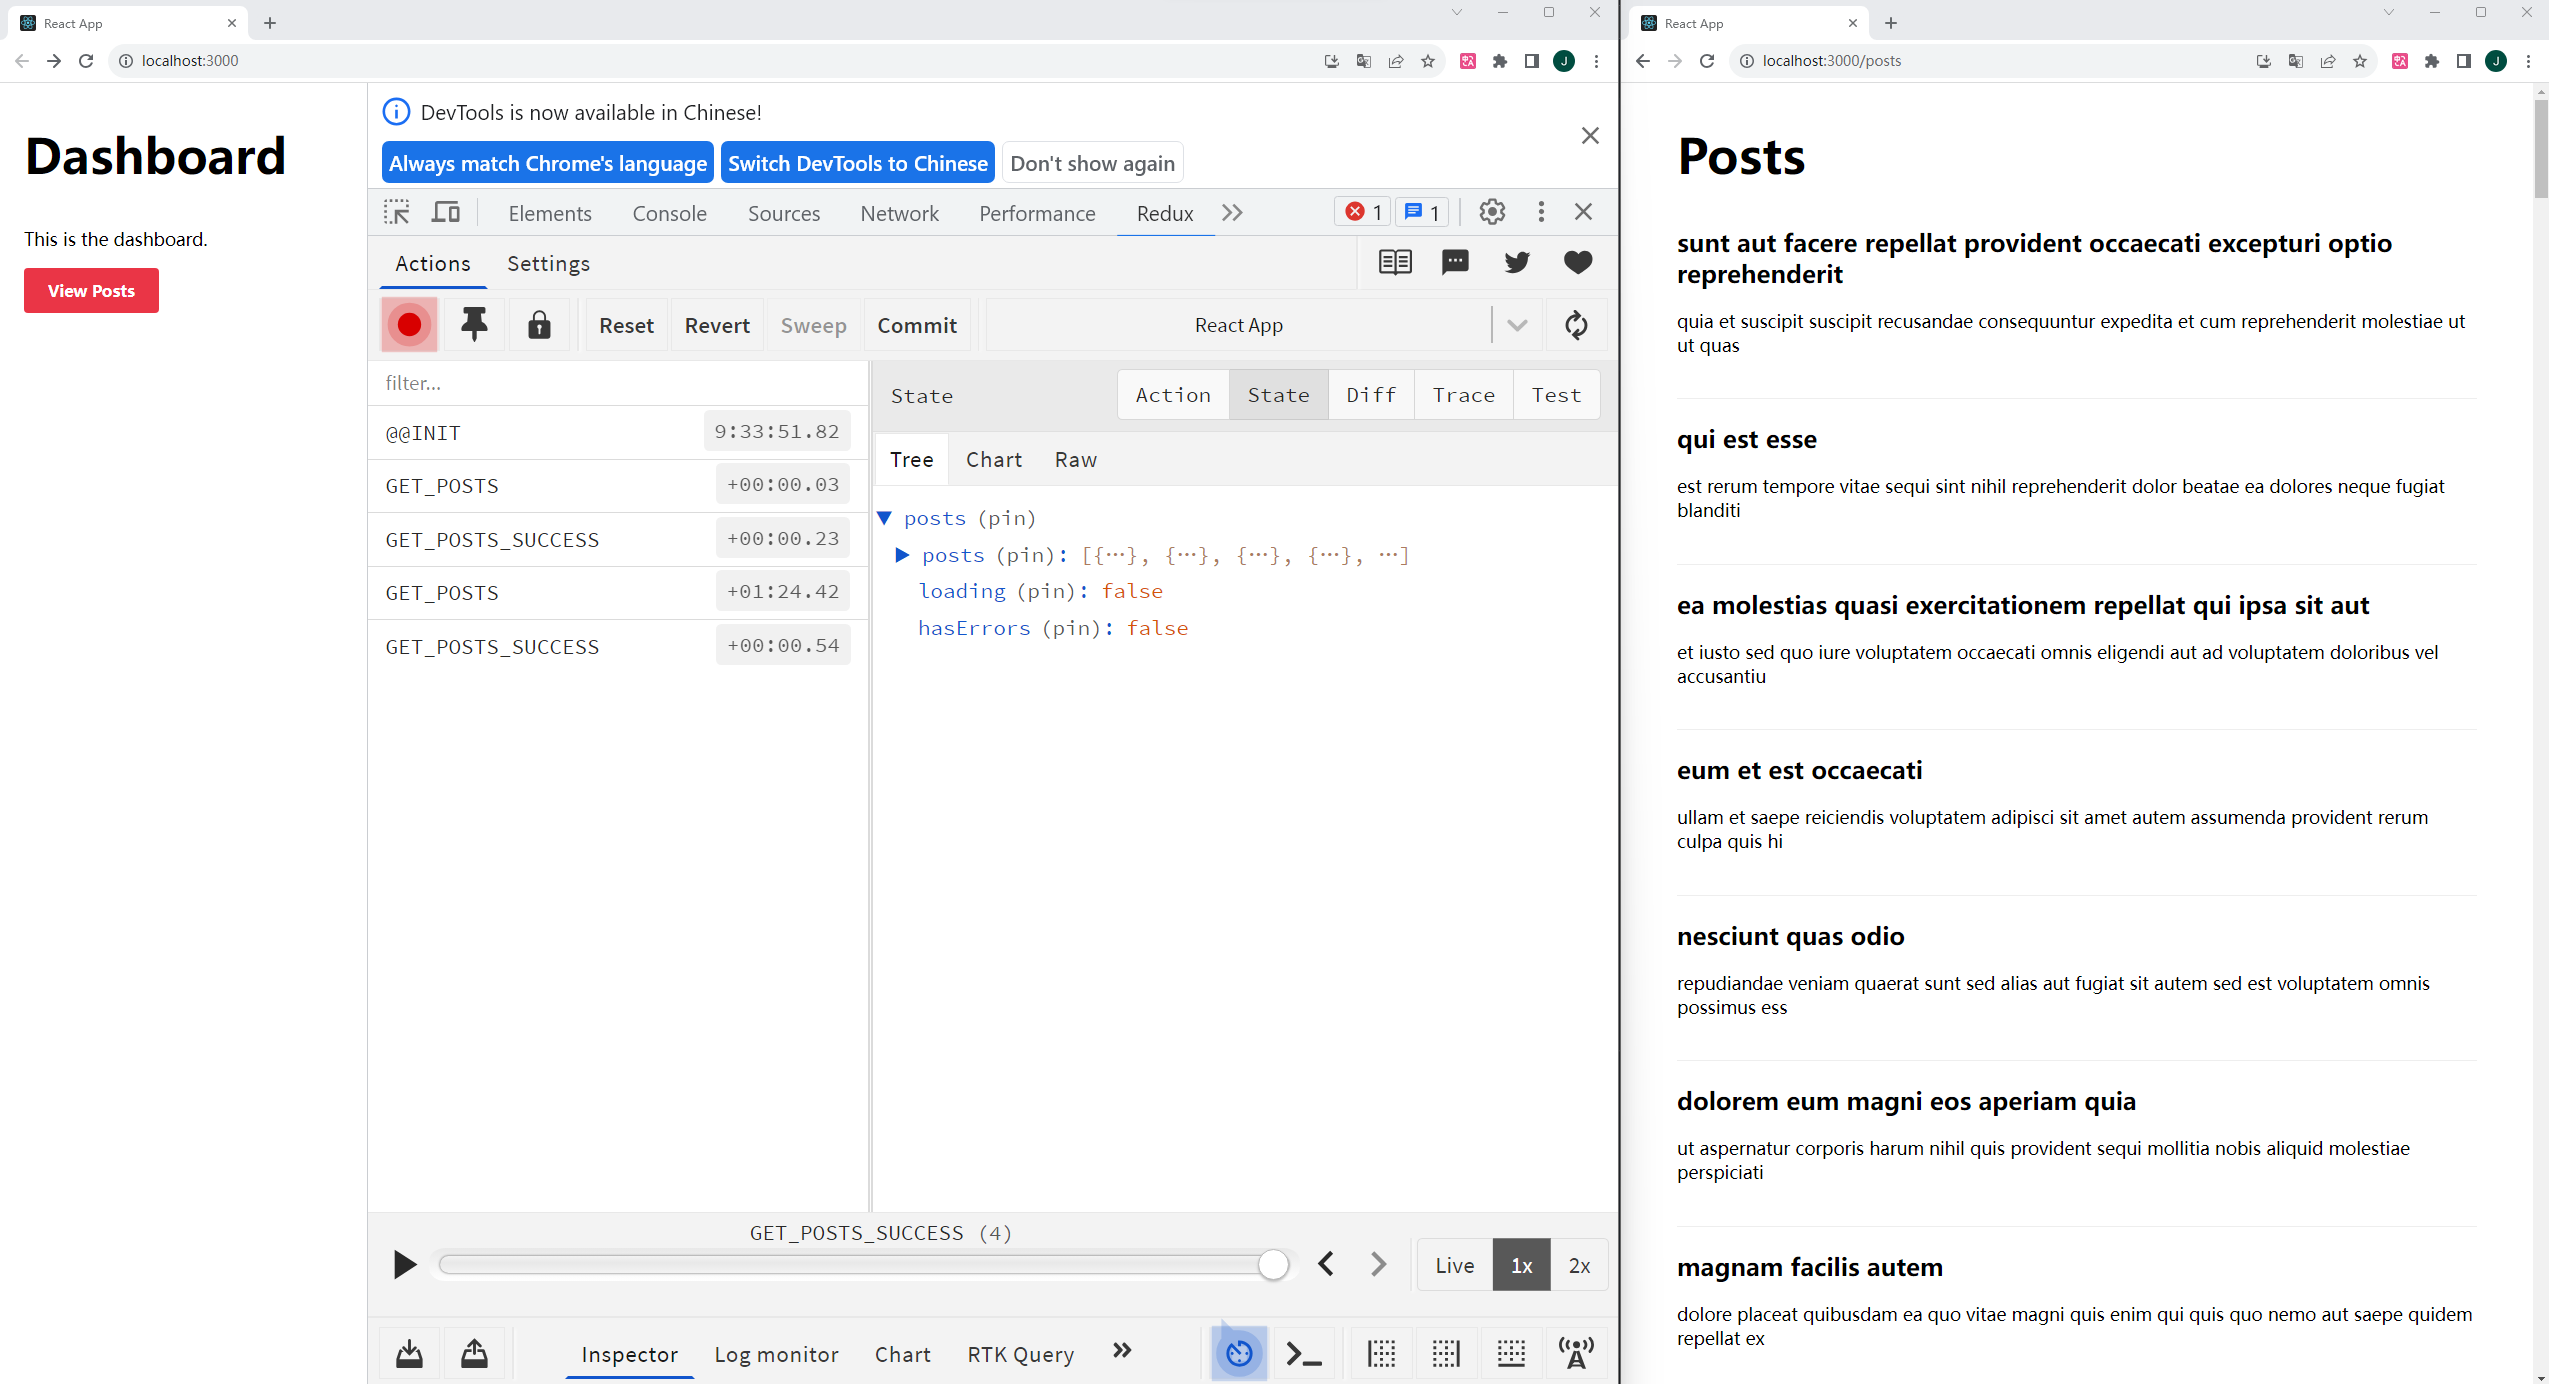 React App
localhost:3000
Dashboard
This is the dashboard.
View Posts
DevTools is now available in Chinese!
Always match Chrome's language
Switch DevTools to Chinese
Don't show again
Elements
Console
Sources
Network
Performance
Redux
1
1
Actions
Settings
Reset
Revert
Sweep
Commit
React App
filter...
@@INIT
9:33:51.82
GET_POSTS
+00:00.03
GET_POSTS_SUCCESS
+00:00.23
GET_POSTS
+01:24.42
GET_POSTS_SUCCESS
+00:00.54
State
Action
State
Diff
Trace
Test
Tree
Chart
Raw
posts (pin)
posts (pin): [{…}, {…}, {…}, {…}, …]
loading (pin): false
hasErrors (pin): false
GET_POSTS_SUCCESS (4)
Live
1x
2x
Inspector
Log monitor
Chart
RTK Query
React App
localhost:3000/posts
J
J
Posts
sunt aut facere repellat provident occaecati excepturi optio
reprehenderit
quia et suscipit suscipit recusandae consequuntur expedita et cum reprehenderit molestiae ut
ut quas
qui est esse
est rerum tempore vitae sequi sint nihil reprehenderit dolor beatae ea dolores neque fugiat
blanditi
ea molestias quasi exercitationem repellat qui ipsa sit aut
et iusto sed quo iure voluptatem occaecati omnis eligendi aut ad voluptatem doloribus vel
accusantiu
eum et est occaecati
ullam et saepe reiciendis voluptatem adipisci sit amet autem assumenda provident rerum
culpa quis hi
nesciunt quas odio
repudiandae veniam quaerat sunt sed alias aut fugiat sit autem sed est voluptatem omnis
possimus ess
dolorem eum magni eos aperiam quia
ut aspernatur corporis harum nihil quis provident sequi mollitia nobis aliquid molestiae
perspiciati
magnam facilis autem
dolore placeat quibusdam ea quo vitae magni quis enim qui quis quo nemo aut saepe quidem
repellat ex